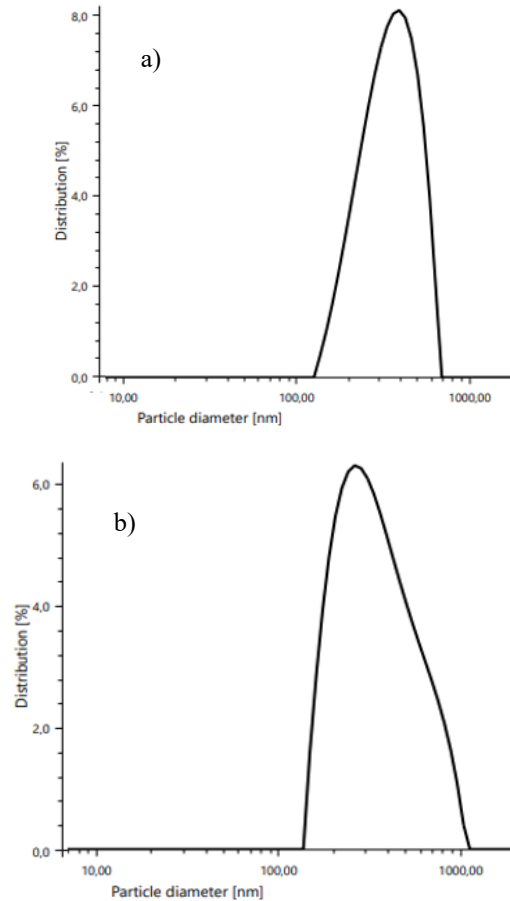 a)
8,0
6,0
4,0
2,0
0,0
Distribution [%]
10,00 100,00 1000,00
Particle diameter [nm]
b)
6,0
4,0
2,0
0,0
Distribution [%]
10,00 100,00 1000,00
Particle diameter [nm]